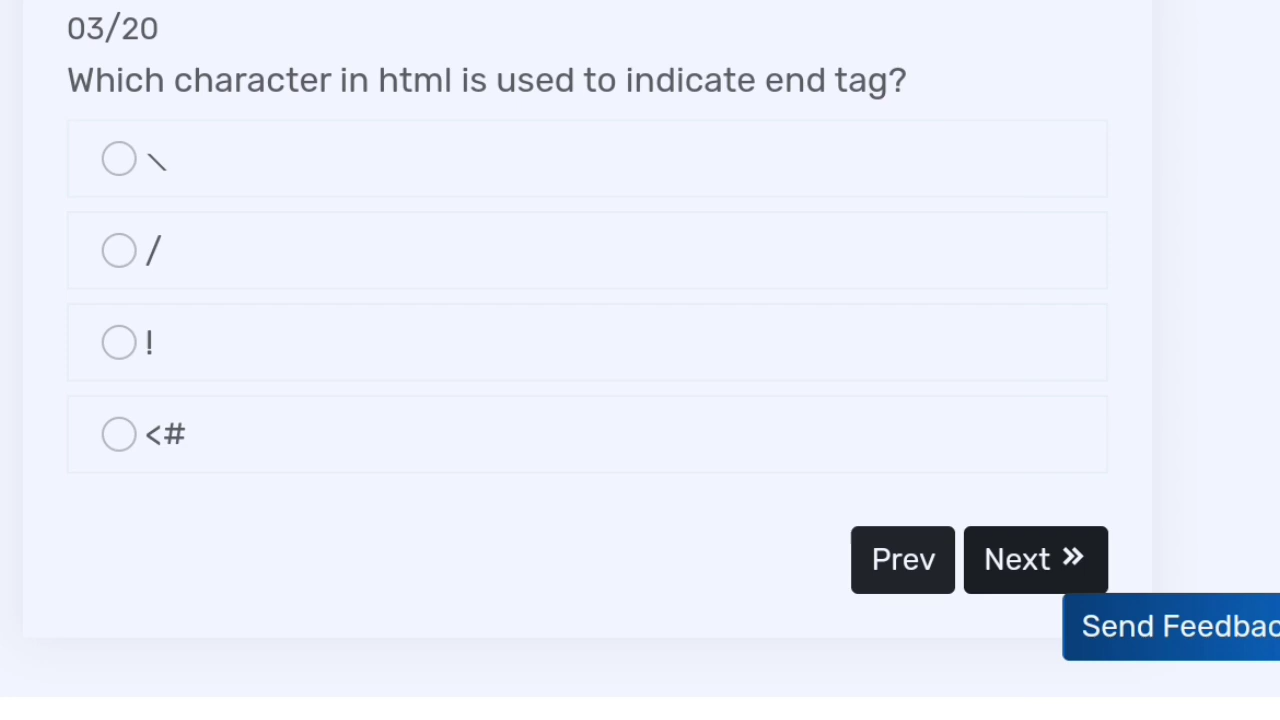 03/20
Which character in html is used to indicate end tag?
\
/
!
<#
Prev Next »
Send Feedbac